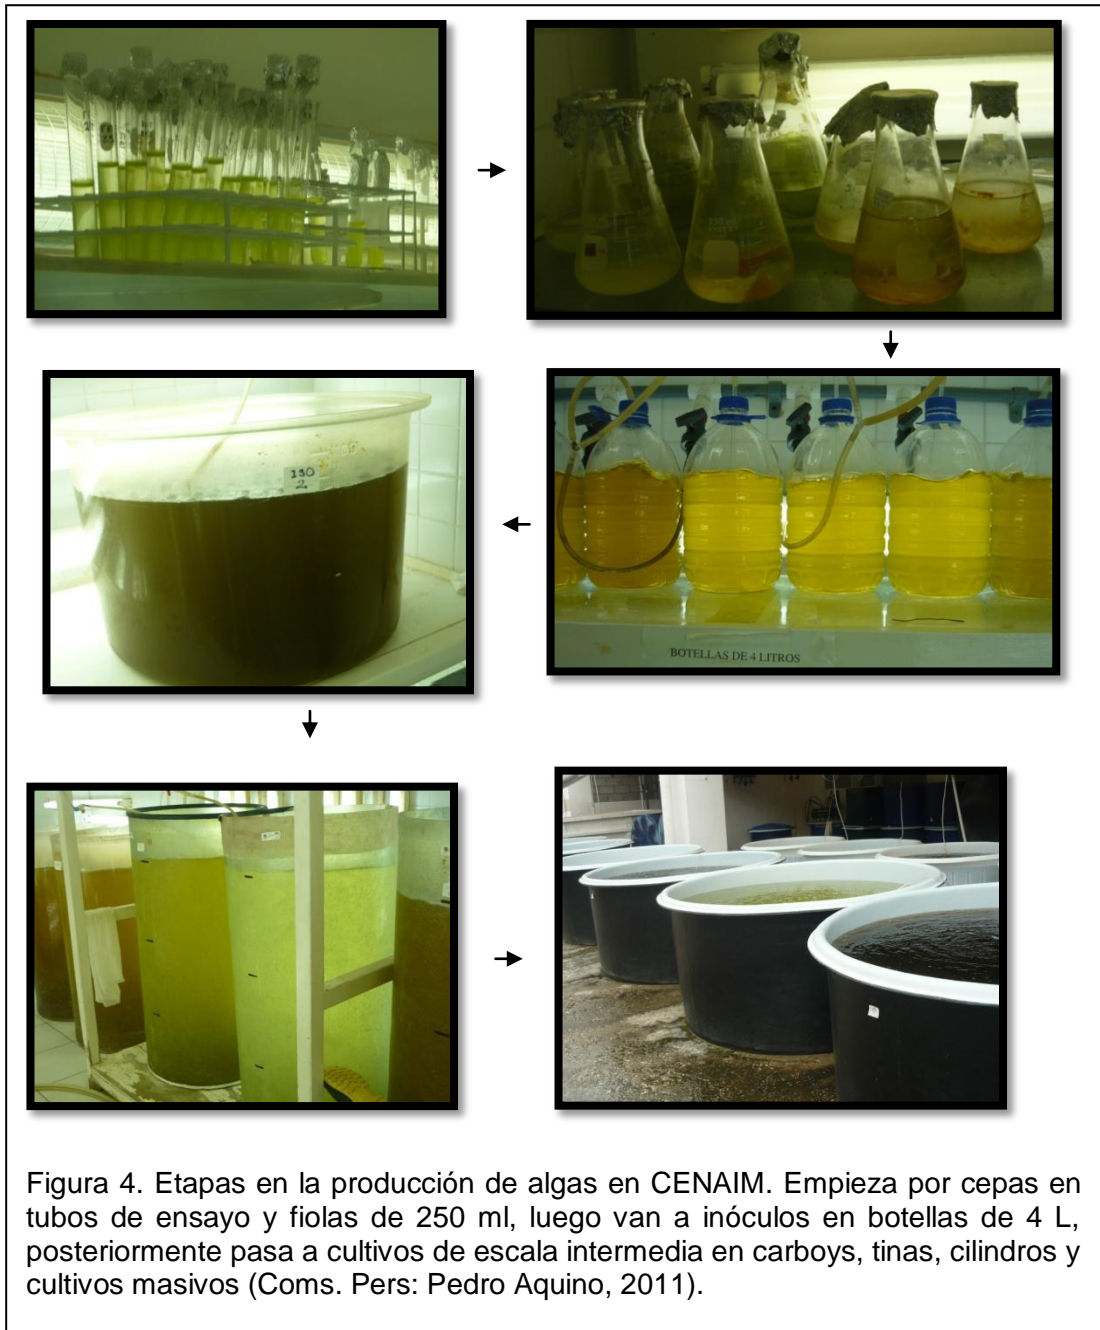 ISO
2
BOTELLAS DE 4 LITROS
Figura 4. Etapas en la producción de algas en CENAIM. Empieza por cepas en
tubos de ensayo y fiolas de 250 ml, luego van a inóculos en botellas de 4 L,
posteriormente pasa a cultivos de escala intermedia en carboys, tinas, cilindros y
cultivos masivos (Coms. Pers: Pedro Aquino, 2011).